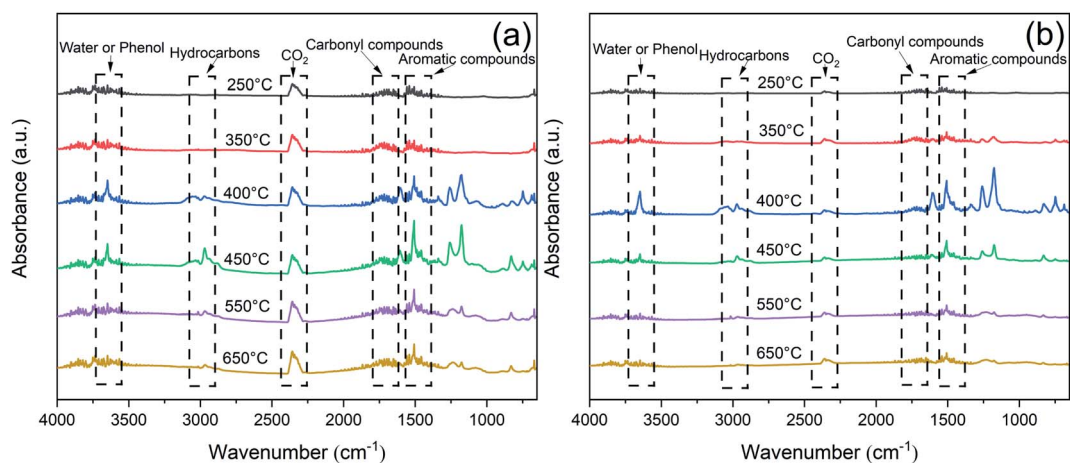 (a)
Water or Phenol
Hydrocarbons
CO₂
Carbonyl compounds
Aromatic compounds
250°C
350°C
400°C
450°C
550°C
650°C
Absorbance (a.u.)
4000 3500 3000 2500 2000 1500 1000
Wavenumber (cm⁻¹)
(b)
Water or Phenol
Hydrocarbons
CO₂
Carbonyl compounds
Aromatic compounds
250°C
350°C
400°C
450°C
550°C
650°C
Absorbance (a.u.)
4000 3500 3000 2500 2000 1500 1000
Wavenumber (cm⁻¹)